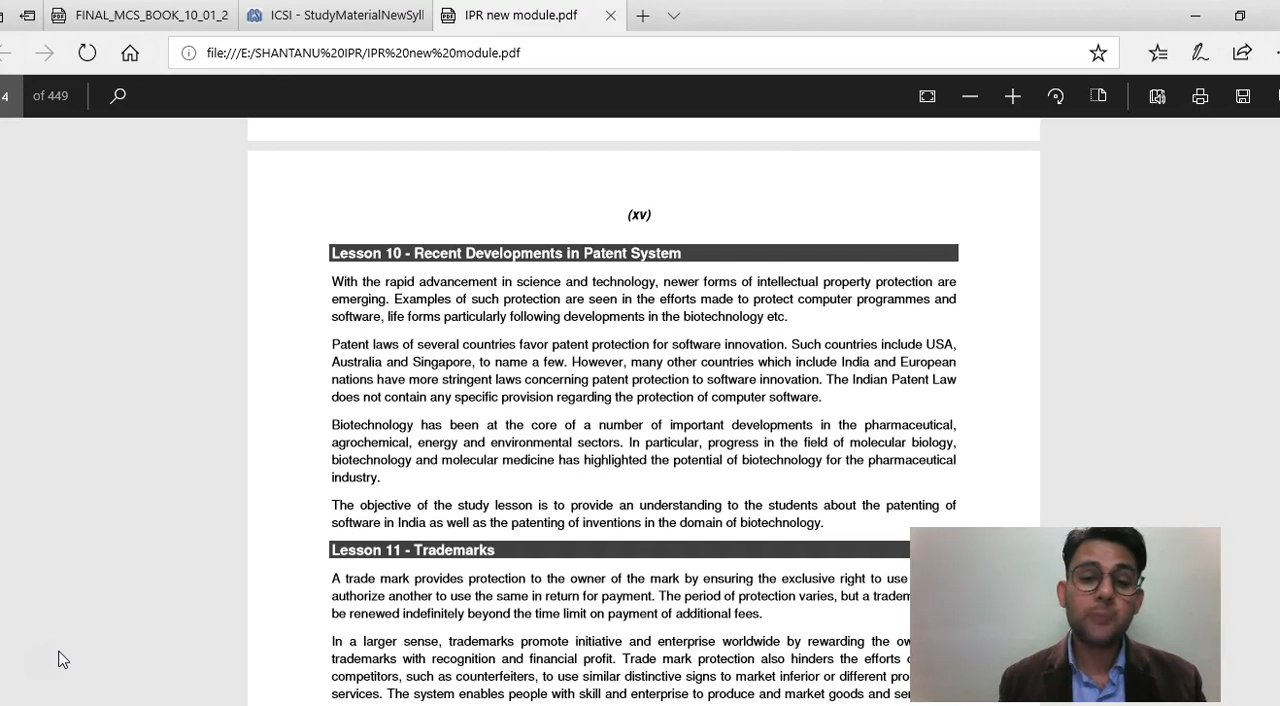 FINAL_MCS_BOOK_10_01_2
ICSI - StudyMaterialNewSyll
IPR new module.pdf
file:///E:/SHANTANU%20IPR/IPR%20new%20module.pdf
4 of 449
(xv)
Lesson 10 - Recent Developments in Patent System
With the rapid advancement in science and technology, newer forms of intellectual property protection are
emerging. Examples of such protection are seen in the efforts made to protect computer programmes and
software, life forms particularly following developments in the biotechnology etc.
Patent laws of several countries favor patent protection for software innovation. Such countries include USA,
Australia and Singapore, to name a few. However, many other countries which include India and European
nations have more stringent laws concerning patent protection to software innovation. The Indian Patent Law
does not contain any specific provision regarding the protection of computer software.
Biotechnology has been at the core of a number of important developments in the pharmaceutical,
agrochemical, energy and environmental sectors. In particular, progress in the field of molecular biology,
biotechnology and molecular medicine has highlighted the potential of biotechnology for the pharmaceutical
industry.
The objective of the study lesson is to provide an understanding to the students about the patenting of
software in India as well as the patenting of inventions in the domain of biotechnology.
Lesson 11 - Trademarks
A trade mark provides protection to the owner of the mark by ensuring the exclusive right to use
authorize another to use the same in return for payment. The period of protection varies, but a tradem
be renewed indefinitely beyond the time limit on payment of additional fees.
In a larger sense, trademarks promote initiative and enterprise worldwide by rewarding the ow
trademarks with recognition and financial profit. Trade mark protection also hinders the efforts
competitors, such as counterfeiters, to use similar distinctive signs to market inferior or different pro
services. The system enables people with skill and enterprise to produce and market goods and ser